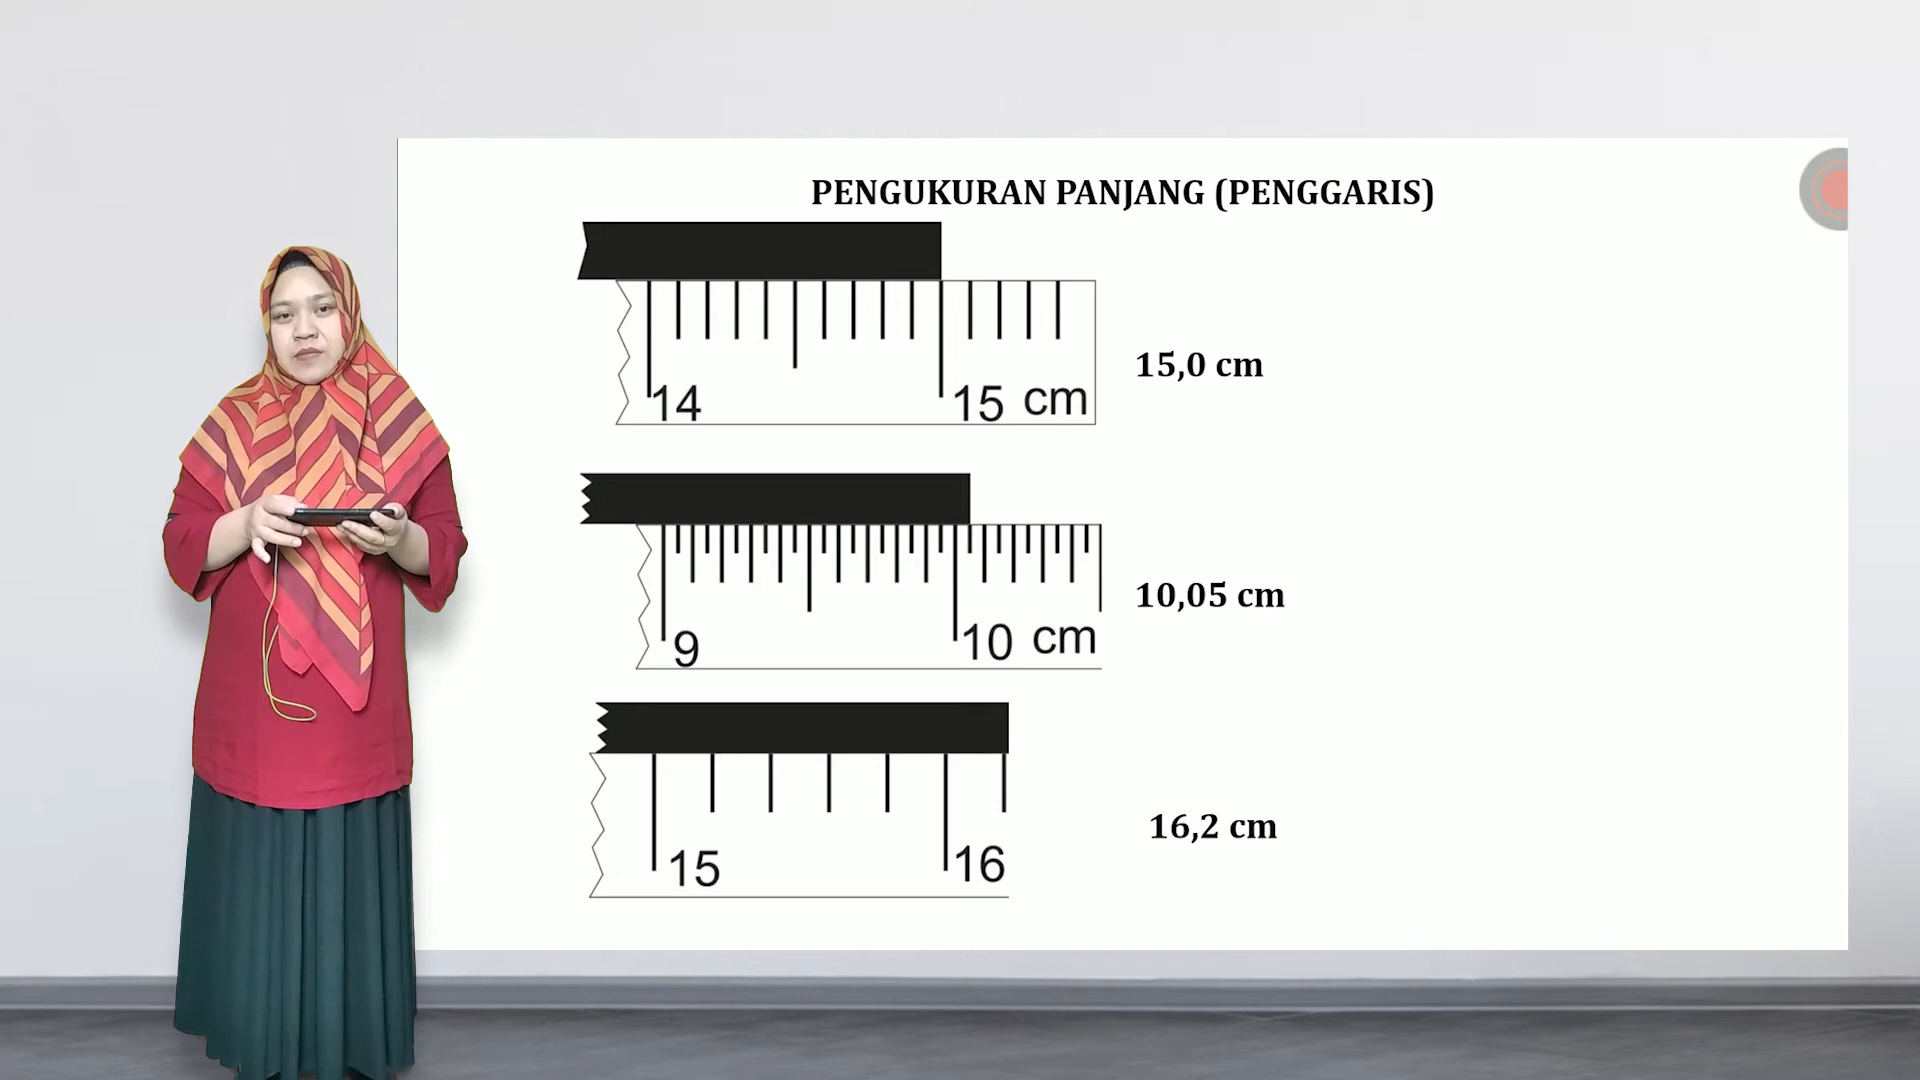 PENGUKURAN PANJANG (PENGGARIS)
14 15 cm
15,0 cm
9 10 cm
10,05 cm
15 16
16,2 cm